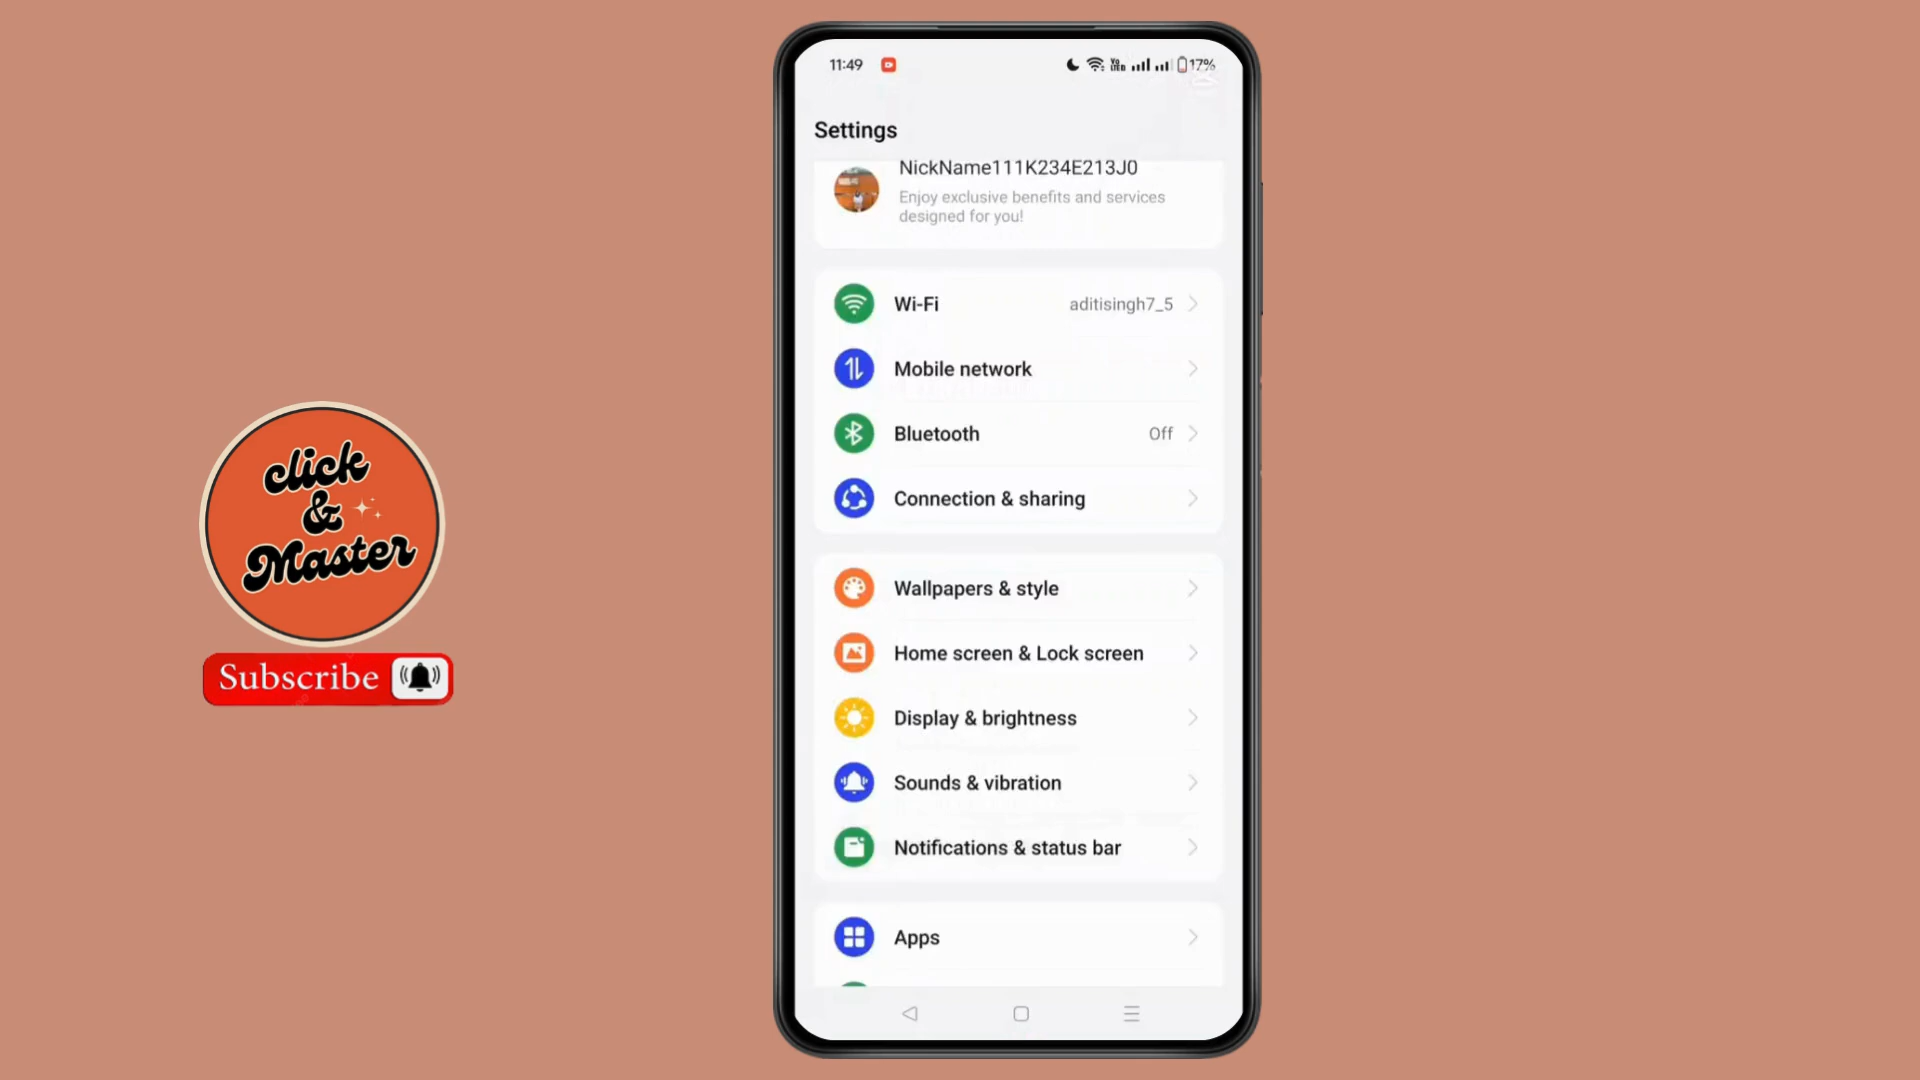 11:49
Vo
LTE
17%
Settings
NickName111K234E213J0
Enjoy exclusive benefits and services
designed for you!
Wi-Fi
aditisingh7_5
Mobile network
Bluetooth
Off
Connection & sharing
Wallpapers & style
Home screen & Lock screen
Display & brightness
Sounds & vibration
Notifications & status bar
Apps
click
&
Master
Subscribe